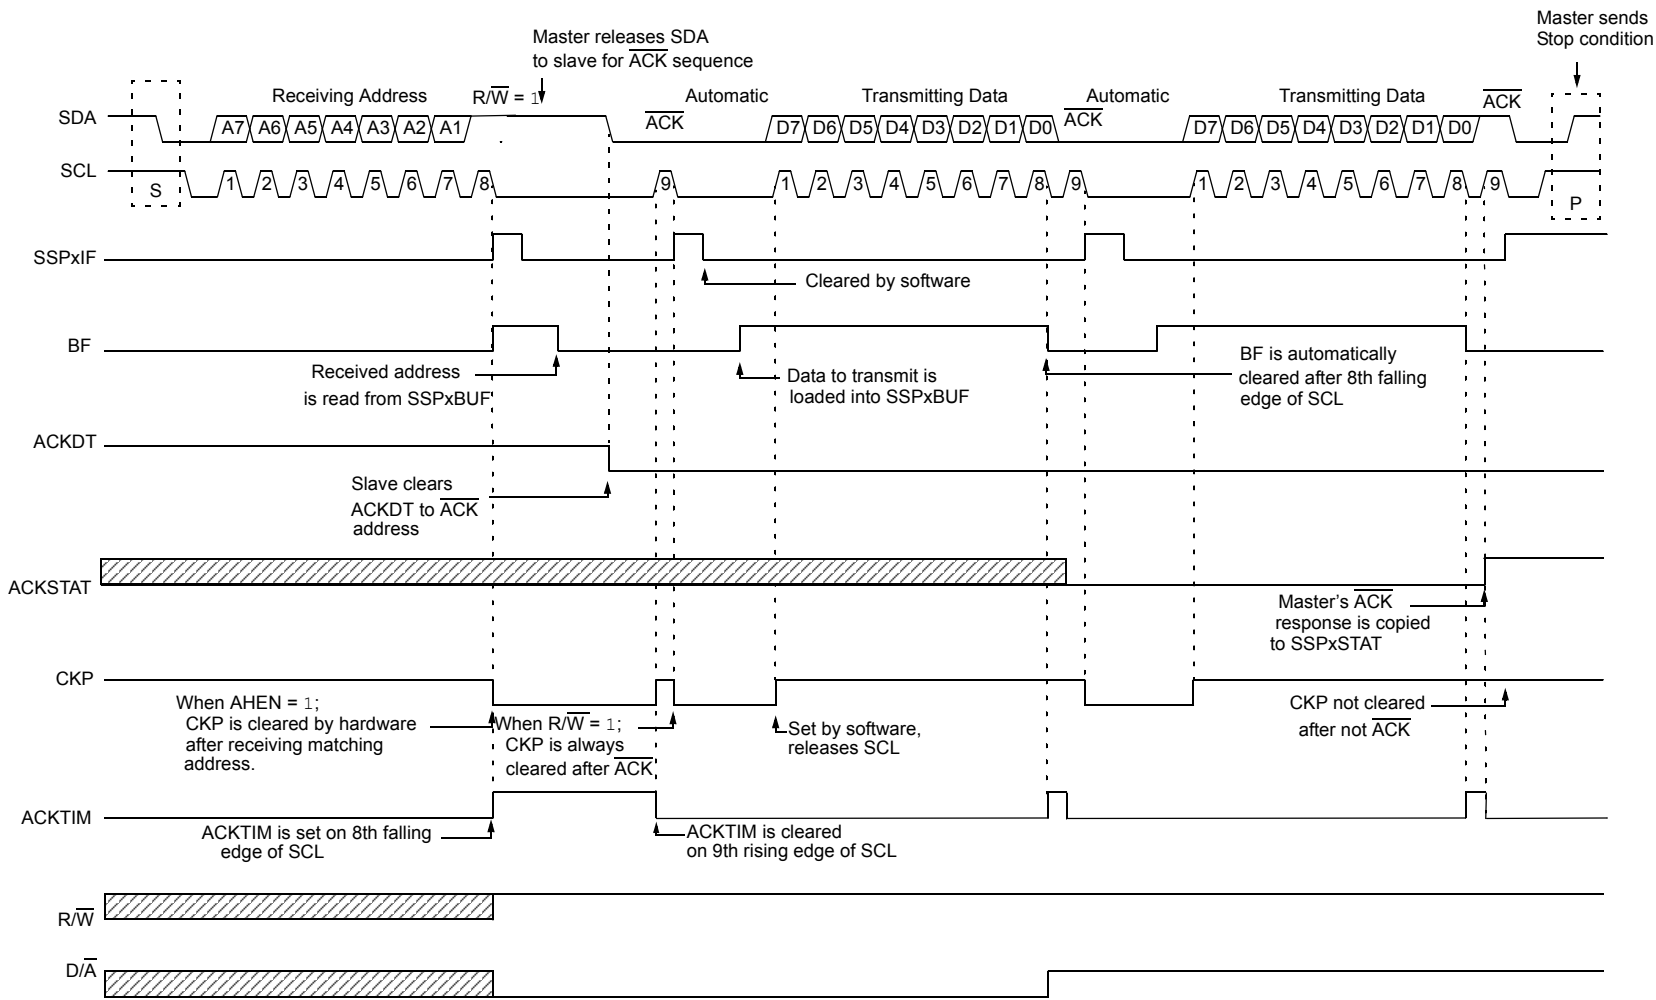 Master sends
Stop condition
Master releases SDA
to slave for ACK sequence
SDA
Receiving Address
R/W = 1
ACK
Automatic
Transmitting Data
ACK
Automatic
Transmitting Data
ACK
A7 A6 A5 A4 A3 A2 A1
D7 D6 D5 D4 D3 D2 D1 D0
D7 D6 D5 D4 D3 D2 D1 D0
SCL
S
1 2 3 4 5 6 7 8 9
1 2 3 4 5 6 7 8 9
1 2 3 4 5 6 7 8 9
P
SSPxIF
Cleared by software
BF
Received address
is read from SSPxBUF
Data to transmit is
loaded into SSPxBUF
BF is automatically
cleared after 8th falling
edge of SCL
ACKDT
Slave clears
ACKDT to ACK
address
ACKSTAT
Master's ACK
response is copied
to SSPxSTAT
CKP
When AHEN = 1;
CKP is cleared by hardware
after receiving matching
address.
When R/W = 1;
CKP is always
cleared after ACK
Set by software,
releases SCL
CKP not cleared
after not ACK
ACKTIM
ACKTIM is set on 8th falling
edge of SCL
ACKTIM is cleared
on 9th rising edge of SCL
R/W
D/A